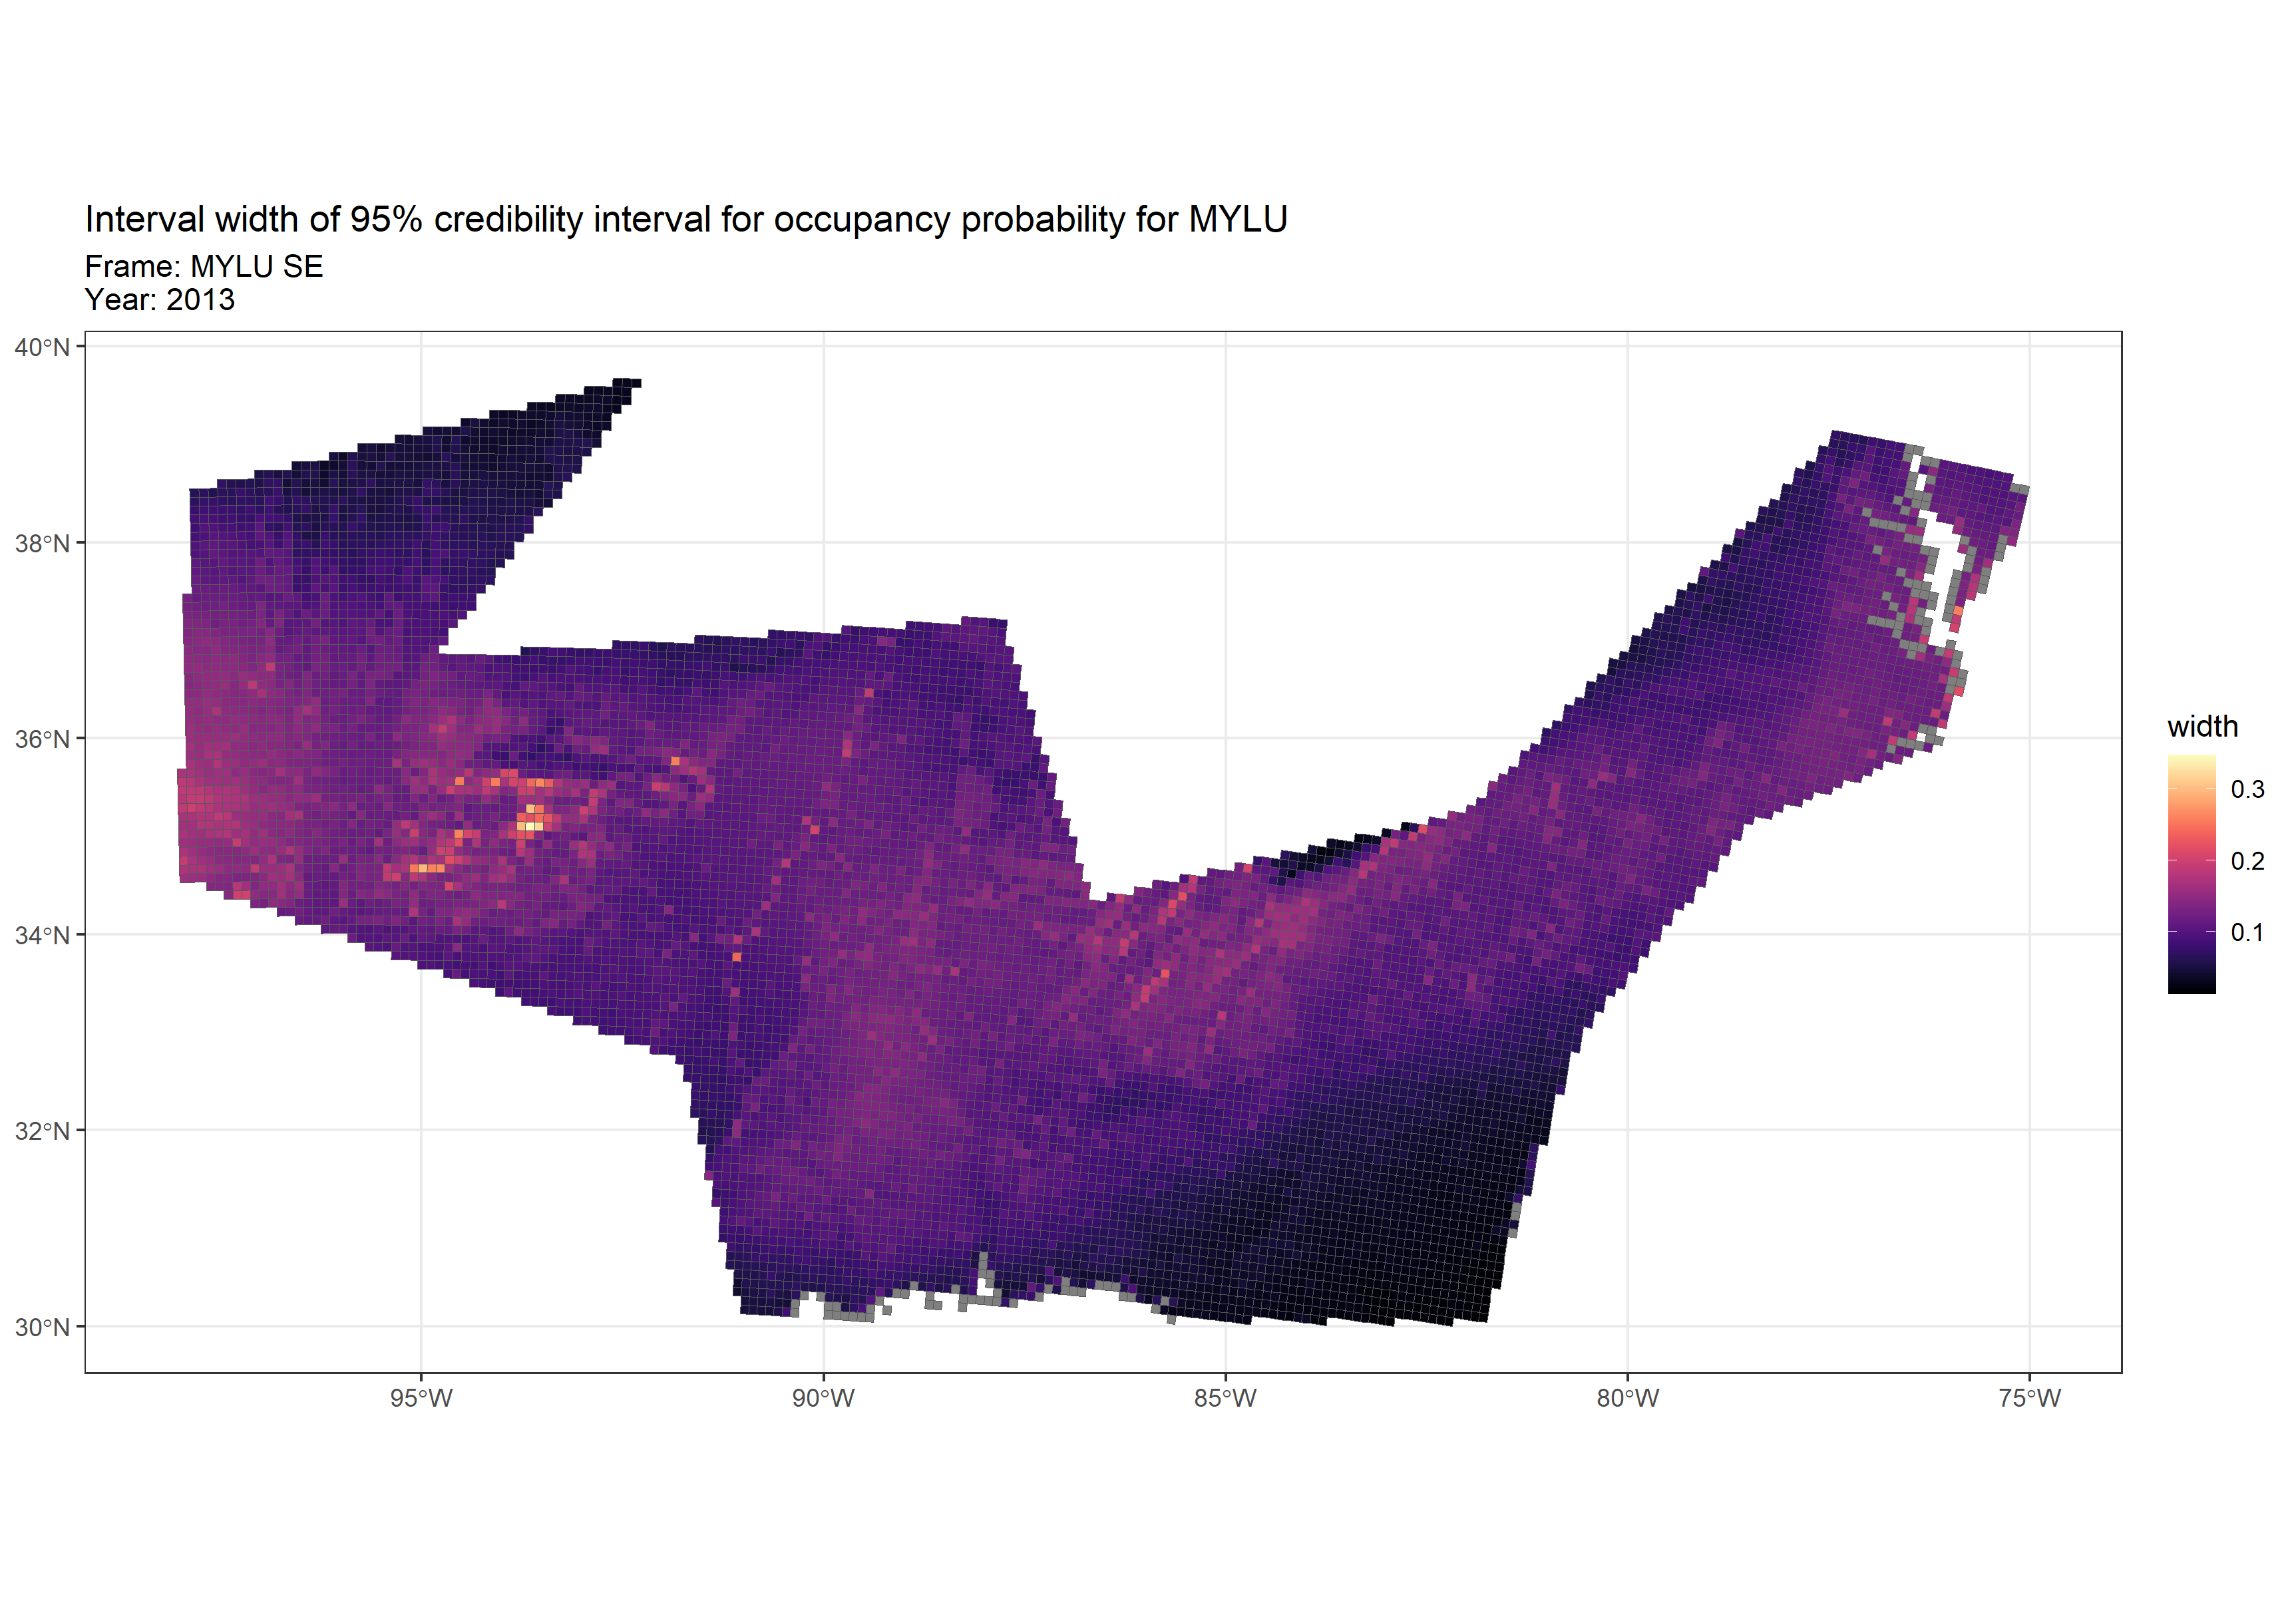 Interval width of 95% credibility interval for occupancy probability for MYLU
Frame: MYLU SE
Year: 2013
40°N
38°N
36°N
34°N
32°N
30°N
95°W
90°W
85°W
80°W
75°W
width
0.3
0.2
0.1